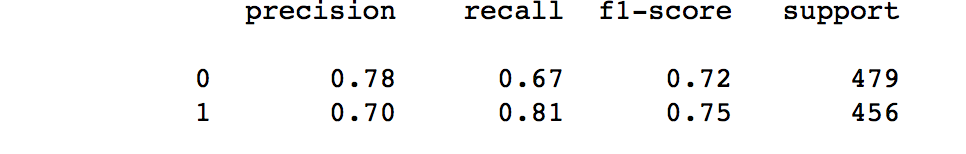 precision recall f1-score support
0 0.78 0.67 0.72 479
1 0.70 0.81 0.75 456